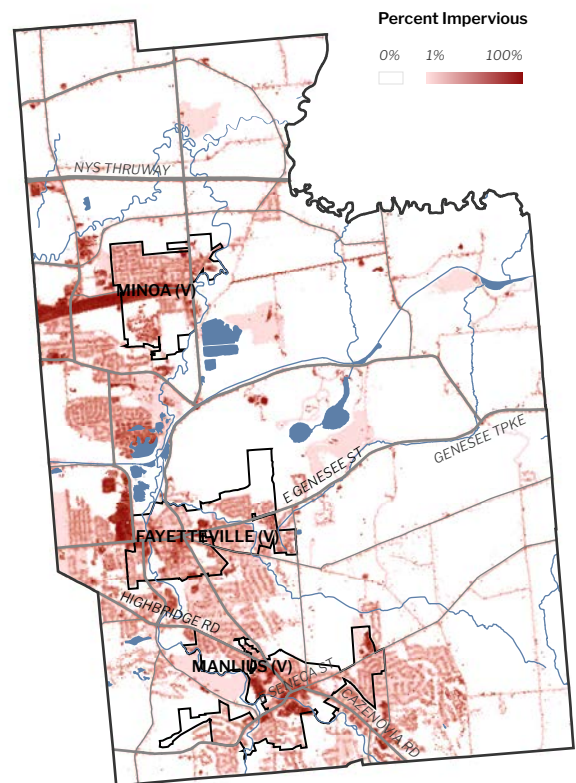 Percent Impervious
0% 1% 100%
NYS THRUWAY
MINOA (V)
E GENESEE ST
GENESEE TPKE
FAYETTEVILLE (V)
HIGHBRIDGE RD
MANLIUS (V)
SENECA ST
CAZENOVIA RD